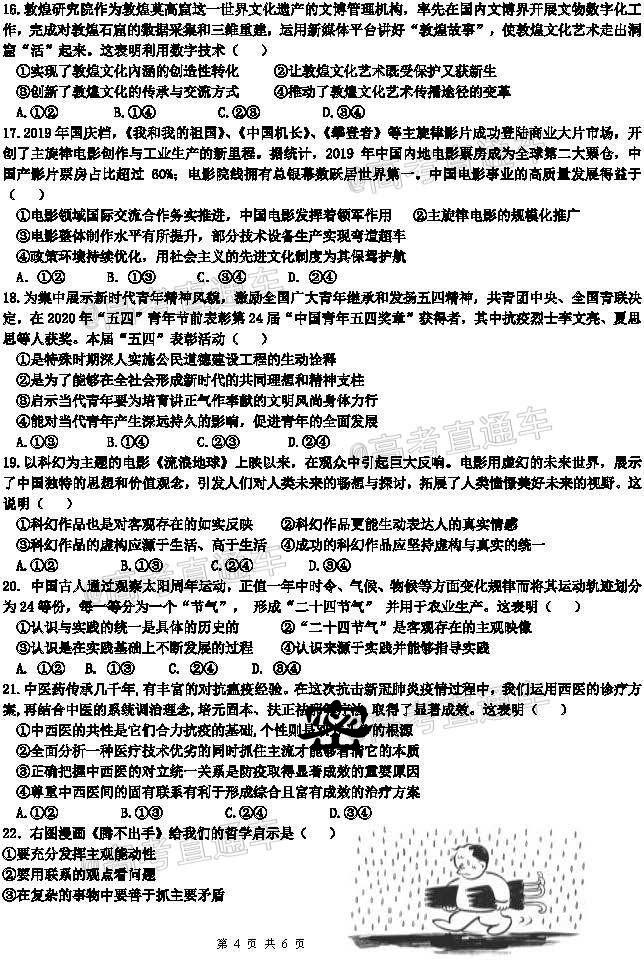 16.敦煌研究院作为敦煌莫高窟这一世界文化遗产的文博管理机构，率先在国内文博界开展文物数字化工
作，完成对敦煌石窟的数据采集和三维重建，运用新媒体平台讲好“敦煌故事”，使敦煌文化艺术走出洞
窟“活”起来。这表明利用数字技术（ ）
①实现了敦煌文化内涵的创造性转化 ②让敦煌文化艺术既受保护又获新生
③创新了敦煌文化的传承与交流方式 ④推动了敦煌文化艺术传播途径的变革
A.①② B.①④ C.②③ D.③④
17.2019年国庆档，《我和我的祖国》、《中国机长》、《攀登者》等主旋律影片成功登陆商业大片市场，开
创了主旋律电影创作与工业生产的新里程。据统计，2019 年中国内地电影票房成为全球第二大票仓，中
国产影片票房占比超过 60%；电影院线拥有总银幕数跃居世界第一。中国电影事业的高质量发展得益于
（ ）
①电影领域国际交流合作务实推进，中国电影发挥着领军作用 ②主旋律电影的规模化推广
③电影整体制作水平有所提升，部分技术设备生产实现弯道超车
④政策环境持续优化，用社会主义的先进文化制度为其保驾护航
A．①② B．①③ C．③④ D．②④
18.为集中展示新时代青年精神风貌，激励全国广大青年继承和发扬五四精神，共青团中央、全国青联决
定，在2020年“五四”青年节前表彰第24届“中国青年五四奖章”获得者，其中抗疫烈士李文亮、夏思
思等人获奖。本届“五四”表彰活动（ ）
①是特殊时期深入实施公民道德建设工程的生动诠释
②是为了能够在全社会形成新时代的共同理想和精神支柱
③启示当代青年要为培育讲正气作奉献的文明风尚身体力行
④能对当代青年产生深远持久的影响，促进青年的全面发展
A.①③ B.①④ C.②③ D.②④
19.以科幻为主题的电影《流浪地球》上映以来，在观众中引起巨大反响。电影用虚幻的未来世界，展示
了中国独特的思想和价值观念，引发人们对人类未来的畅想与探讨，拓展了人类憧憬美好未来的视野。这
说明（ ）
①科幻作品也是对客观存在的如实反映 ②科幻作品更能生动表达人的真实情感
③科幻作品的虚构应源于生活、高于生活 ④成功的科幻作品应坚持虚构与真实的统一
A.①② B.①③ C.②④ D.③④
20．中国古人通过观察太阳周年运动，正值一年中时令、气候、物候等方面变化规律而将其运动轨迹划分
为24等份，每一等分为一个“节气”， 形成“二十四节气” 并用于农业生产。这表明（ ）
①认识与实践的统一是具体的历史的 ②“二十四节气”是客观存在的主观映像
③认识是在实践基础上不断发展的过程 ④认识来源于实践并能够指导实践
A．①② B．①③ C．②④ D．③④
21.中医药传承几千年,有丰富的对抗瘟疫经验。在这次抗击新冠肺炎疫情过程中，我们运用西医的诊疗方
案,再结合中医的系统调治理念,培元固本、扶正祛 取得了显著成效。这表明（ ）
①中西医的共性是它们合力抗疫的基础,个性则是 的根源
②全面分析一种医疗技术优劣的同时抓住主流才能够看清它的本质
③正确把握中西医的对立统一关系是防疫取得显著成效的重要原因
④尊重中西医间的固有联系有利于形成综合且富有成效的治疗方案
A.①② B.①③ C.②④ D.③④
22．右图漫画《腾不出手》给我们的哲学启示是（ ）
①要充分发挥主观能动性
②要用联系的观点看问题
③在复杂的事物中要善于抓主要矛盾
密
@高考直通车
第 4 页 共 6 页